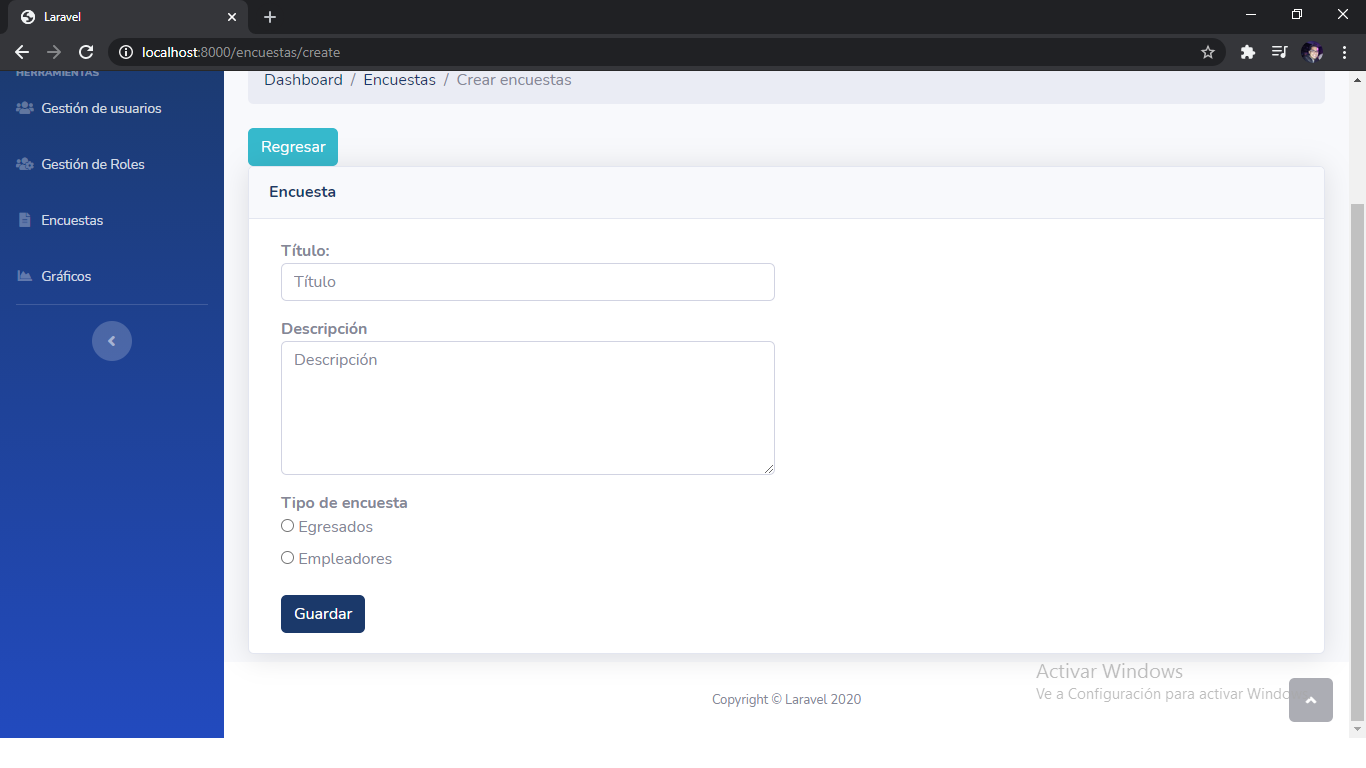 Laravel
localhost:8000/encuestas/create
HERRAMIENTAS
Gestión de usuarios
Gestión de Roles
Encuestas
Gráficos
Dashboard / Encuestas / Crear encuestas
Regresar
Encuesta
Título:
Título
Descripción
Descripción
Tipo de encuesta
Egresados
Empleadores
Guardar
Activar Windows
Ve a Configuración para activar Windo
Copyright © Laravel 2020